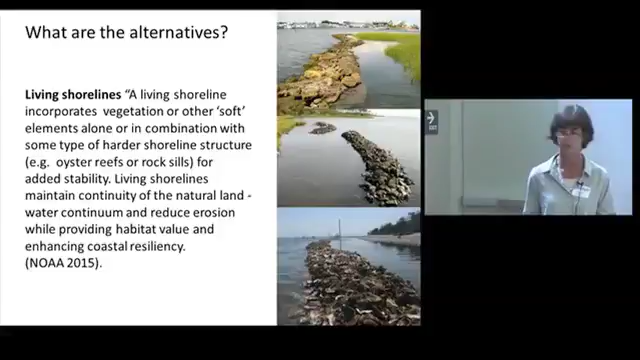 What are the alternatives?
Living shorelines "A living shoreline
incorporates vegetation or other 'soft'
elements alone or in combination with
some type of harder shoreline structure
(e.g. oyster reefs or rock sills) for
added stability. Living shorelines
maintain continuity of the natural land -
water continuum and reduce erosion
while providing habitat value and
enhancing coastal resiliency.
(NOAA 2015).
EXIT